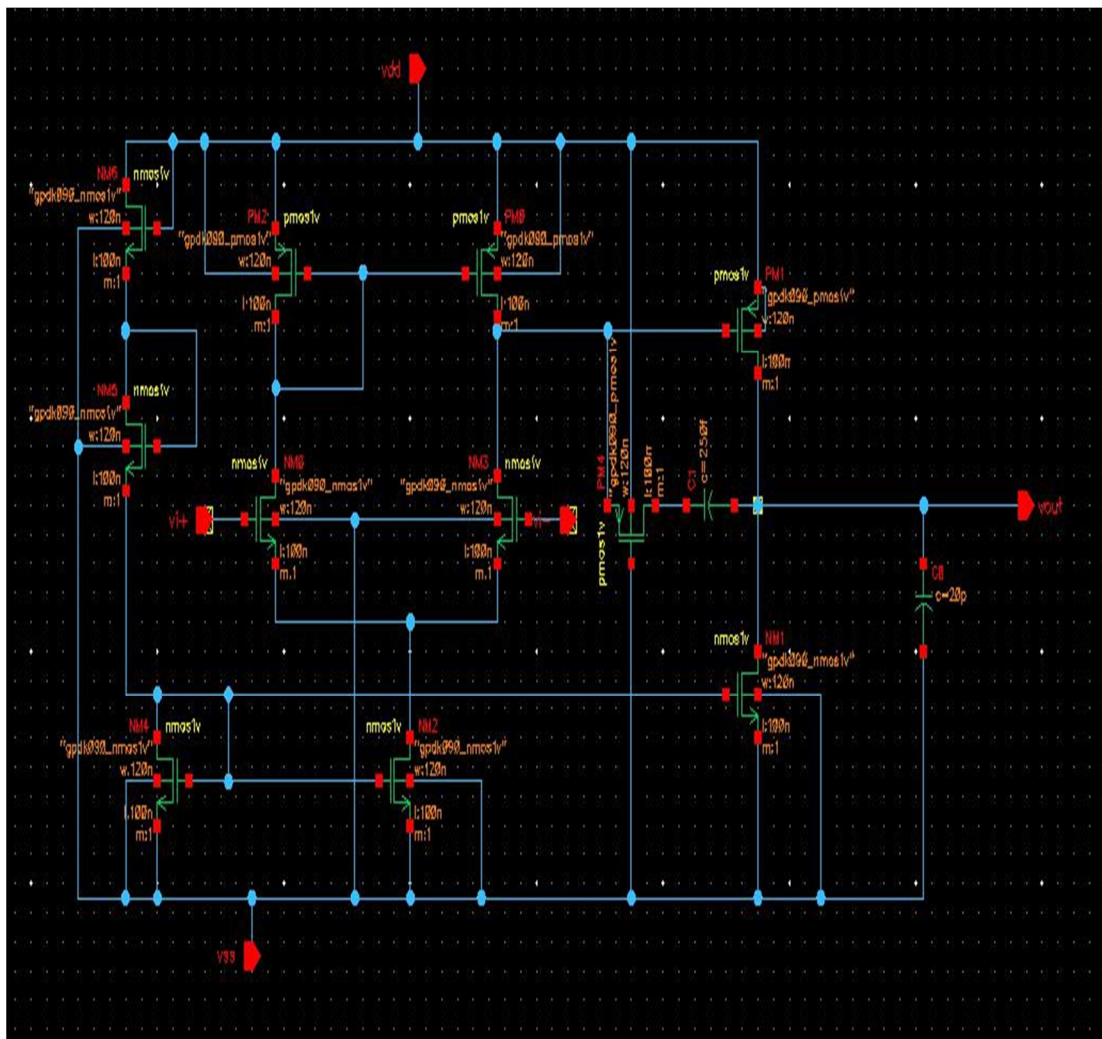 vdd
NM6
nmos1v
"gpdk090_nmos1v"
w:120n
l:100n
m:1
PM2
pmos1v
"gpdk090_pmos1v"
w:120n
l:100n
m:1
pmos1v
PM0
"gpdk090_pmos1v"
w:120n
l:100n
m:1
pmos1v
PM1
"gpdk090_pmos1v"
w:120n
l:100n
m:1
NM5
nmos1v
"gpdk090_nmos1v"
w:120n
l:100n
m:1
nmos1v
NM0
"gpdk090_nmos1v"
w:120n
l:100n
m:1
vi+
NM3
nmos1v
"gpdk090_nmos1v"
w:120n
l:100n
m:1
vi-
pmos1v
PM4
"gpdk090_pmos1v"
w:120n
l:100n
m:1
c=250f
vout
C0
c=20p
nmos1v
NM1
"gpdk090_nmos1v"
w:120n
l:100n
m:1
NM4
nmos1v
"gpdk090_nmos1v"
w:120n
l:100n
m:1
nmos1v
NM2
"gpdk090_nmos1v"
w:120n
l:100n
m:1
vss